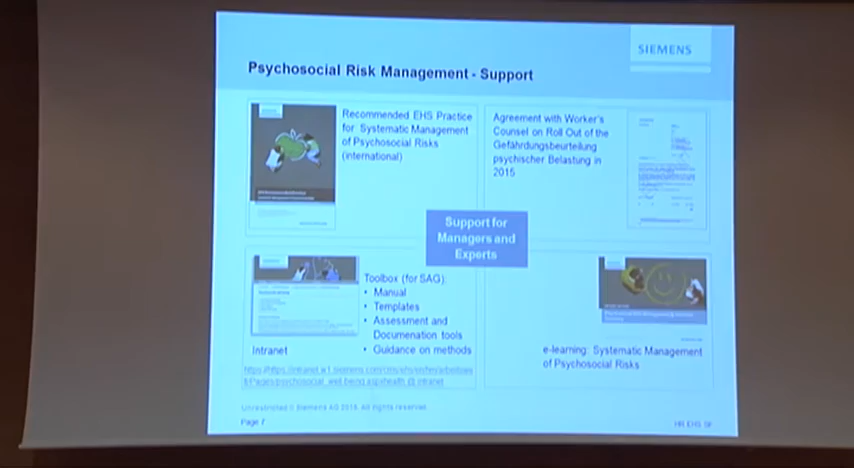 SIEMENS
Psychosocial Risk Management - Support
Recommended EHS Practice
for Systematic Management
of Psychosocial Risks
(international)
Agreement with Worker's
Counsel on Roll Out of the
Gefährdungsbeurteilung
psychischer Belastung in
2015
Support for
Managers and
Experts
Toolbox (for SAG)
• Manual
• Templates
• Assessment and
Documenation tools
• Guidance on methods
Intranet
e-learning: Systematic Management
of Psychosocial Risks
Unrestricted © Siemens AG 2015. All rights reserved
Page 7
HR EHS